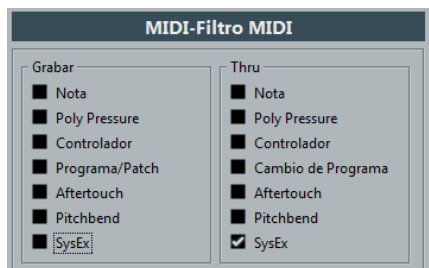 MIDI-Filtro MIDI
Grabar
Nota
Poly Pressure
Controlador
Programa/Patch
Aftertouch
Pitchbend
SysEx
Thru
Nota
Poly Pressure
Controlador
Cambio de Programa
Aftertouch
Pitchbend
SysEx